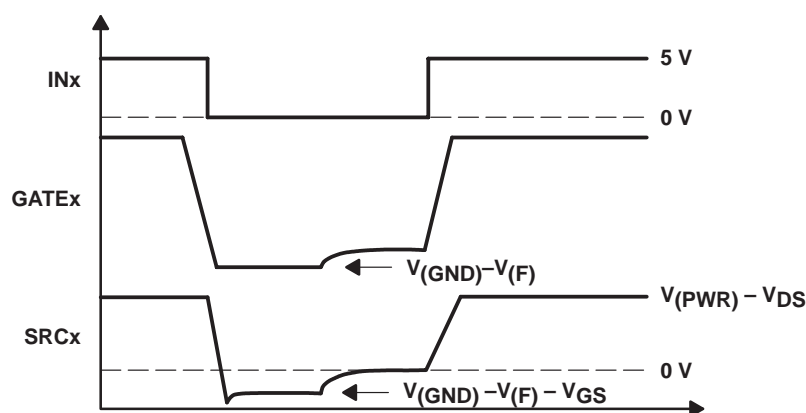 INx
5 V
0 V
GATEx
V(GND)–V(F)
V(PWR) – VDS
SRCx
0 V
V(GND) –V(F) – VGS